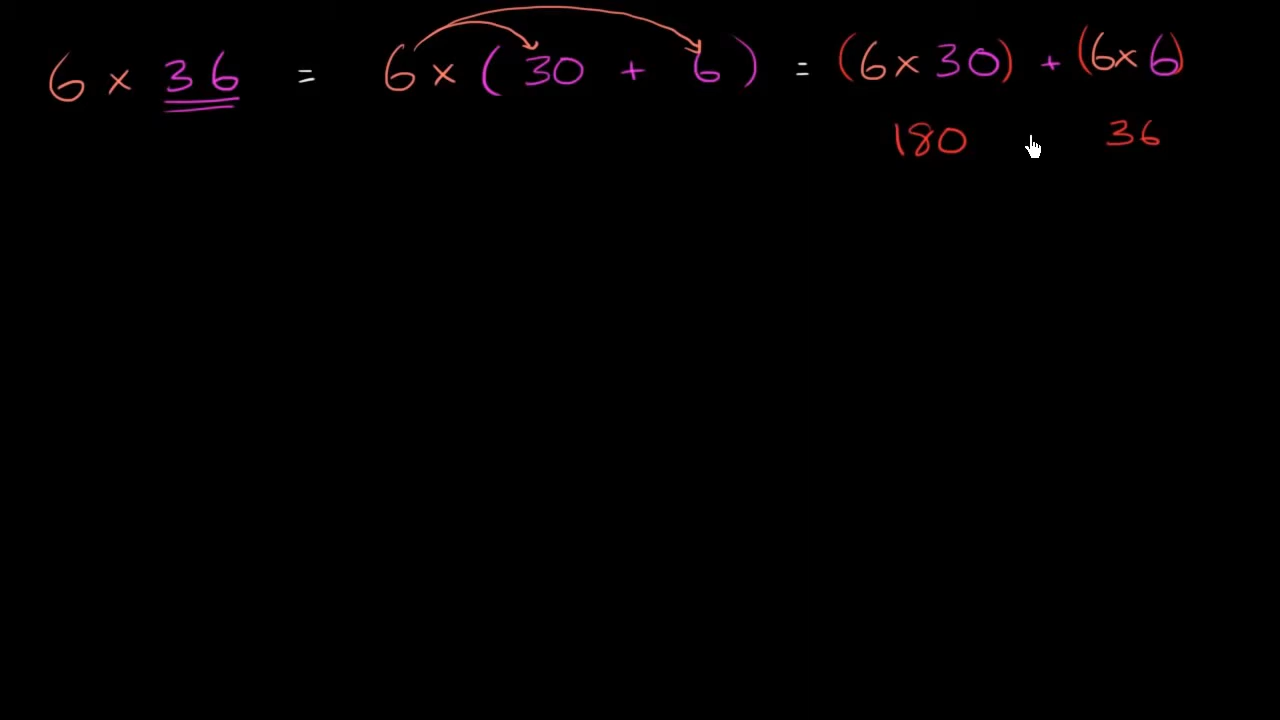 6 × 36 = 6 × ( 30 + 6 ) = (6 × 30) + (6 × 6)
180 36